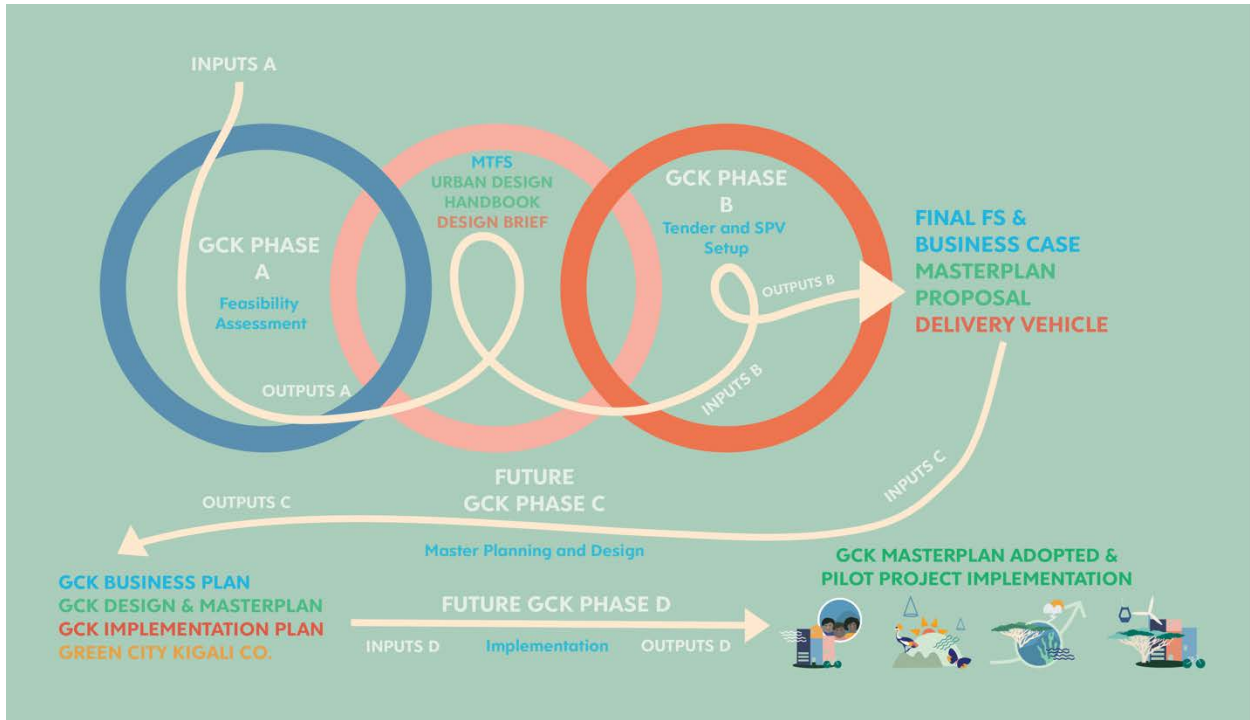 INPUTS A
GCK PHASE
A
Feasibility
Assessment
OUTPUTS A
MTFS
URBAN DESIGN
HANDBOOK
DESIGN BRIEF
GCK PHASE
B
Tender and SPV
Setup
INPUTS B
OUTPUTS B
FINAL FS &
BUSINESS CASE
MASTERPLAN
PROPOSAL
DELIVERY VEHICLE
INPUTS C
FUTURE
GCK PHASE C
Master Planning and Design
OUTPUTS C
GCK BUSINESS PLAN
GCK DESIGN & MASTERPLAN
GCK IMPLEMENTATION PLAN
GREEN CITY KIGALI CO.
FUTURE GCK PHASE D
INPUTS D
Implementation
OUTPUTS D
GCK MASTERPLAN ADOPTED &
PILOT PROJECT IMPLEMENTATION